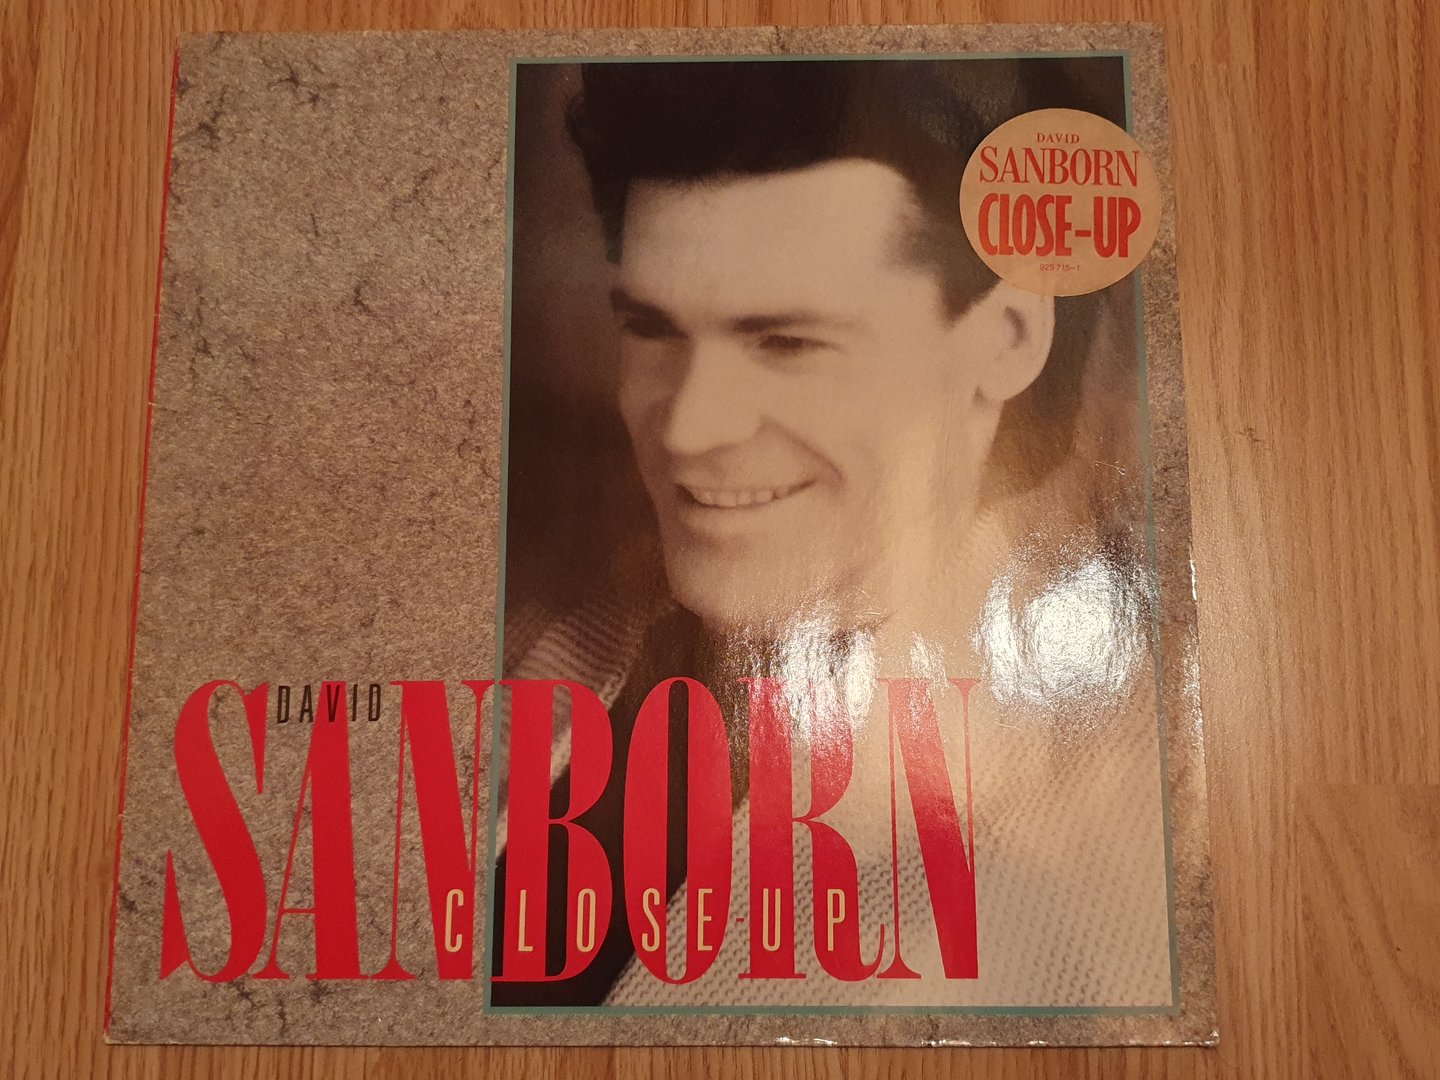 DAVID
SANBORN
CLOSE-UP
925 715-1
DAVID
SANBORN
CLOSE-UP